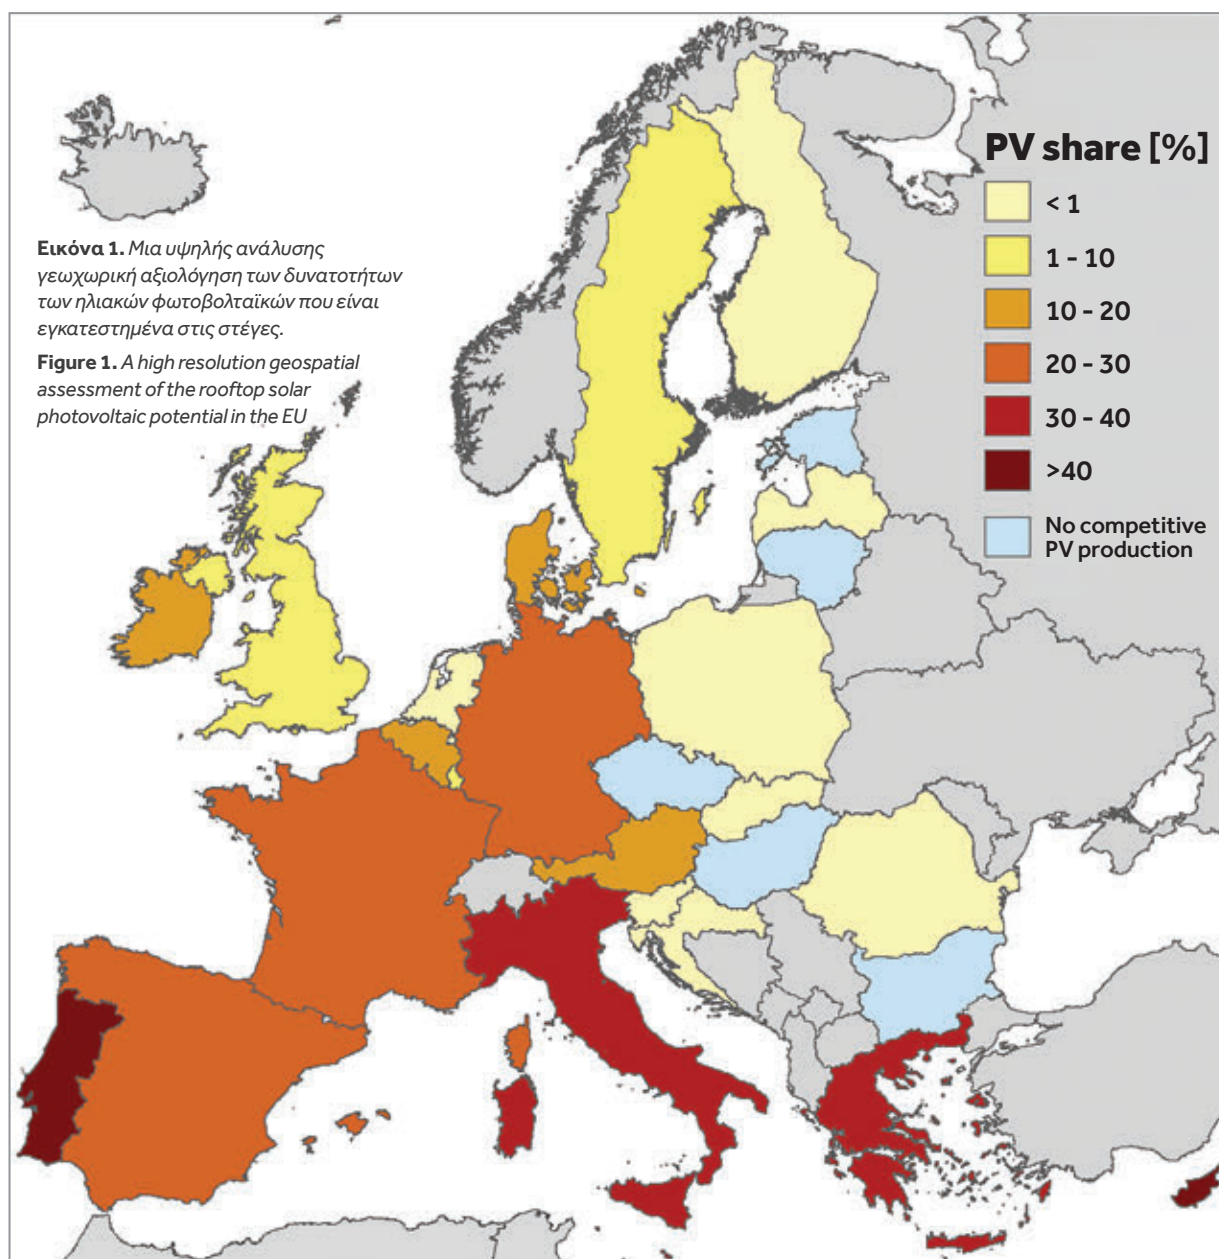 Εικόνα 1. Μια υψηλής ανάλυσης
γεωχωρική αξιολόγηση των δυνατοτήτων
των ηλιακών φωτοβολταϊκών που είναι
εγκατεστημένα στις στέγες.
Figure 1. A high resolution geospatial
assessment of the rooftop solar
photovoltaic potential in the EU
PV share [%]
< 1
1 - 10
10 - 20
20 - 30
30 - 40
>40
No competitive
PV production